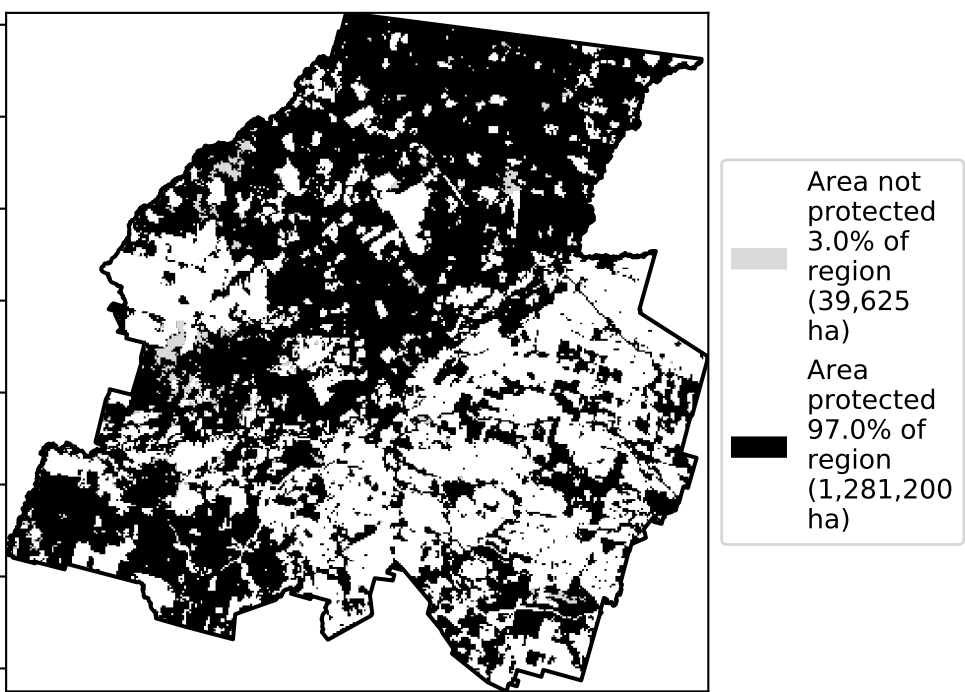 Area not
protected
3.0% of
region
(39,625
ha)
Area
protected
97.0% of
region
(1,281,200
ha)